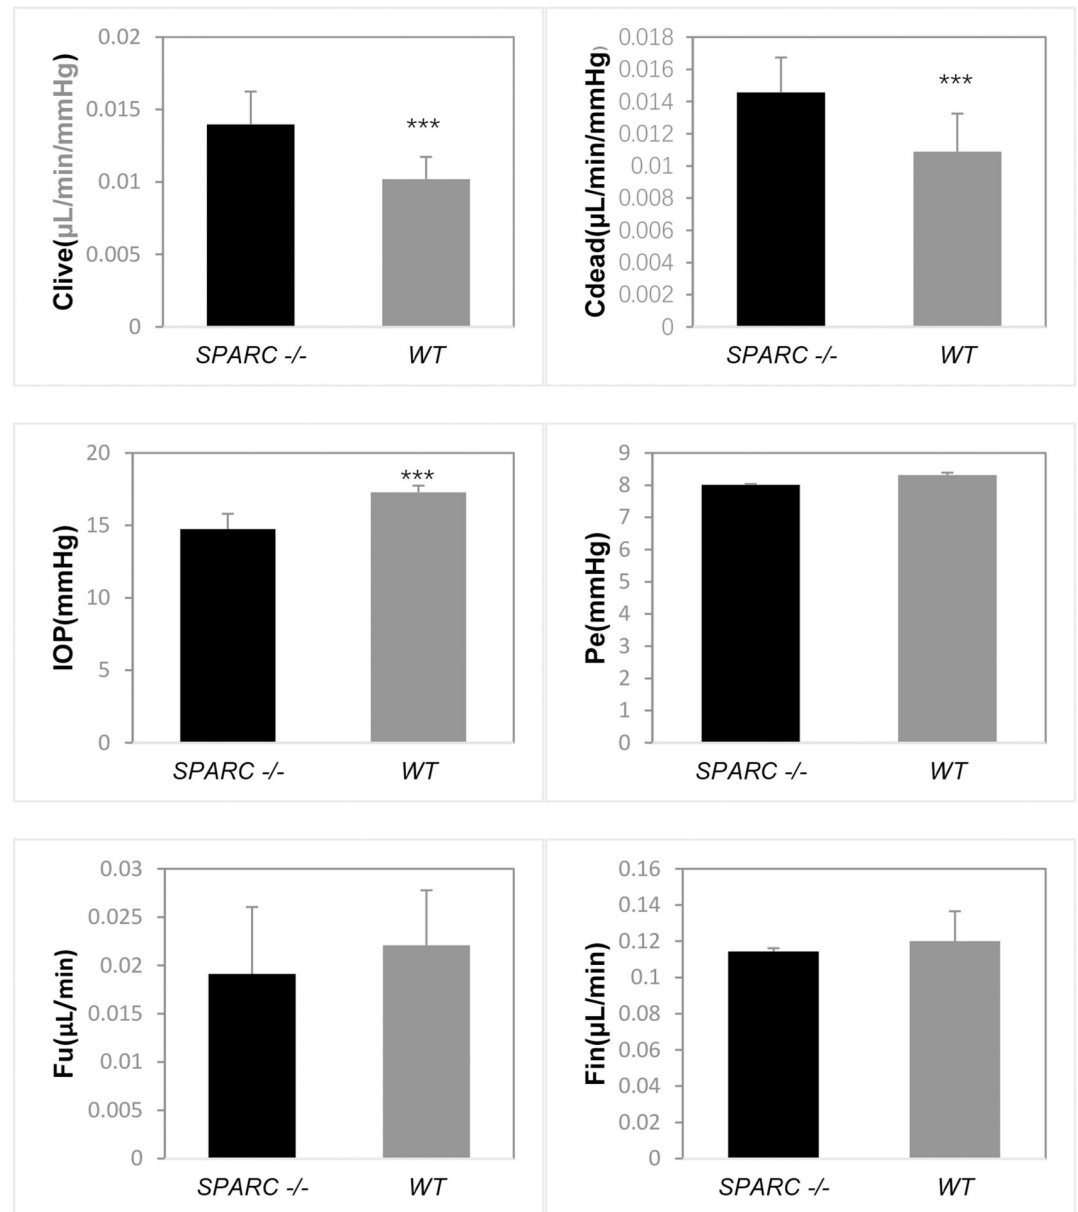 Clive(µL/min/mmHg)
0.02
0.015
0.01
0.005
0
***
SPARC -/-
WT
Cdead(µL/min/mmHg)
0.018
0.016
0.014
0.012
0.01
0.008
0.006
0.004
0.002
0
***
SPARC -/-
WT
IOP(mmHg)
20
15
10
5
0
***
SPARC -/-
WT
Pe(mmHg)
9
8
7
6
5
4
3
2
1
0
SPARC -/-
WT
Fu(µL/min)
0.03
0.025
0.02
0.015
0.01
0.005
0
SPARC -/-
WT
Fin(µL/min)
0.16
0.14
0.12
0.1
0.08
0.06
0.04
0.02
0
SPARC -/-
WT